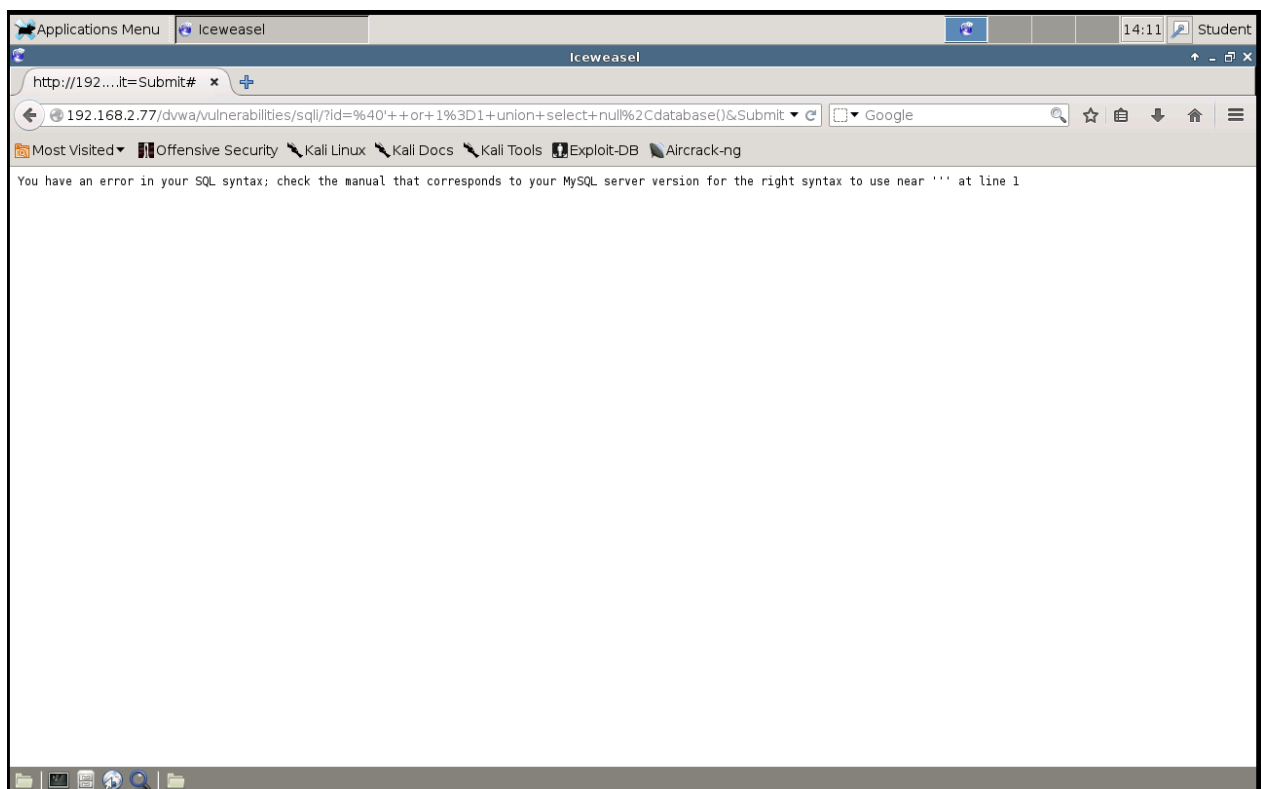 Applications Menu Iceweasel 14:11 Student
Iceweasel
http://192....it=Submit#
192.168.2.77/dvwa/vulnerabilities/sqli/?id=%40'++or+1%3D1+union+select+null%2Cdatabase()&Submit Google
Most Visited Offensive Security Kali Linux Kali Docs Kali Tools Exploit-DB Aircrack-ng
You have an error in your SQL syntax; check the manual that corresponds to your MySQL server version for the right syntax to use near ''' at line 1